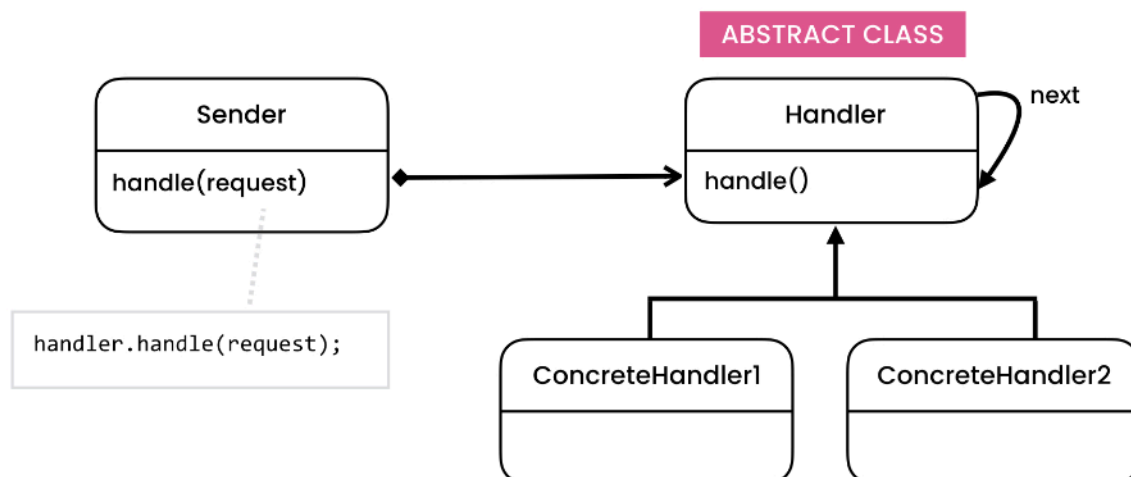 ABSTRACT CLASS
Sender
handle(request)
Handler
handle()
next
handler.handle(request);
ConcreteHandler1
ConcreteHandler2